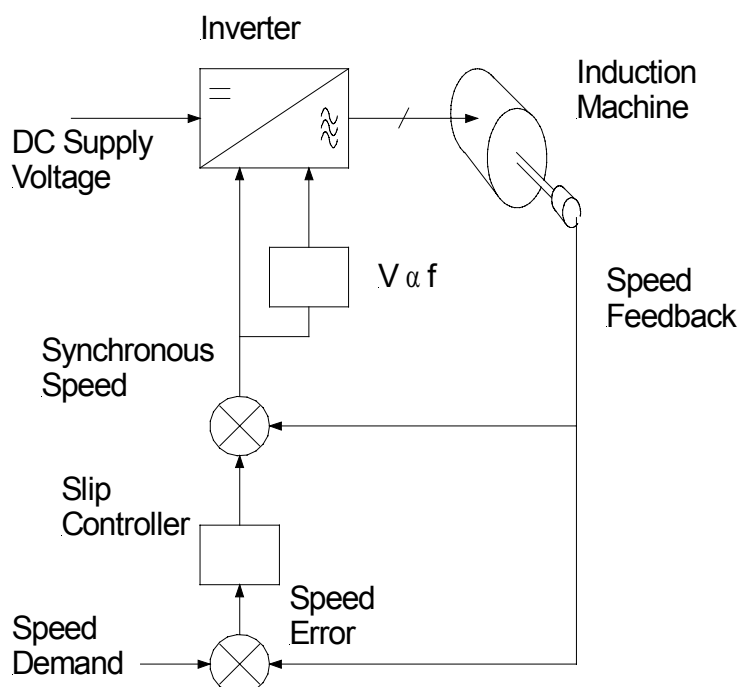 Inverter
Induction
Machine
DC Supply
Voltage
V α f
Speed
Feedback
Synchronous
Speed
Slip
Controller
Speed
Error
Speed
Demand